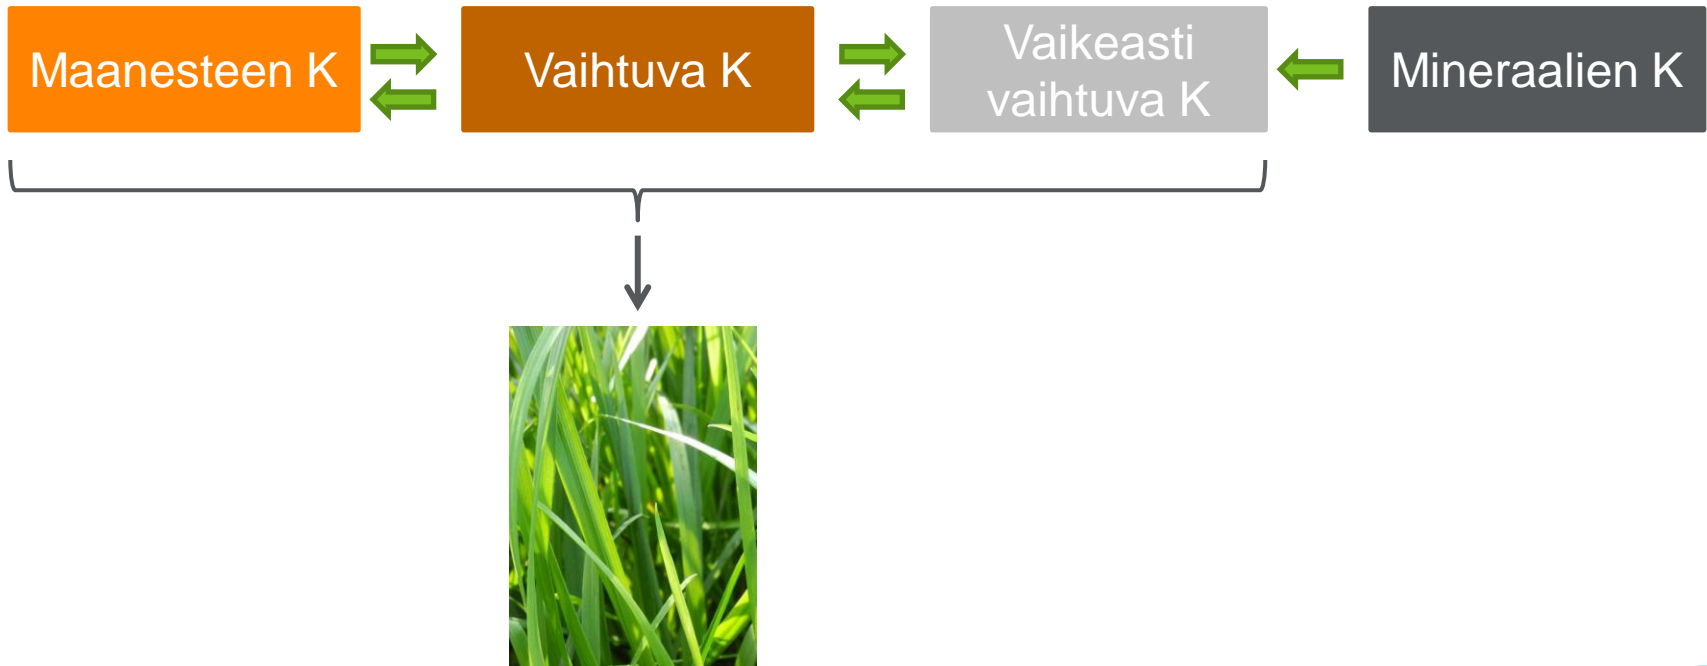 Maanesteen K
Vaihtuva K
Vaikeasti
vaihtuva K
Mineraalien K